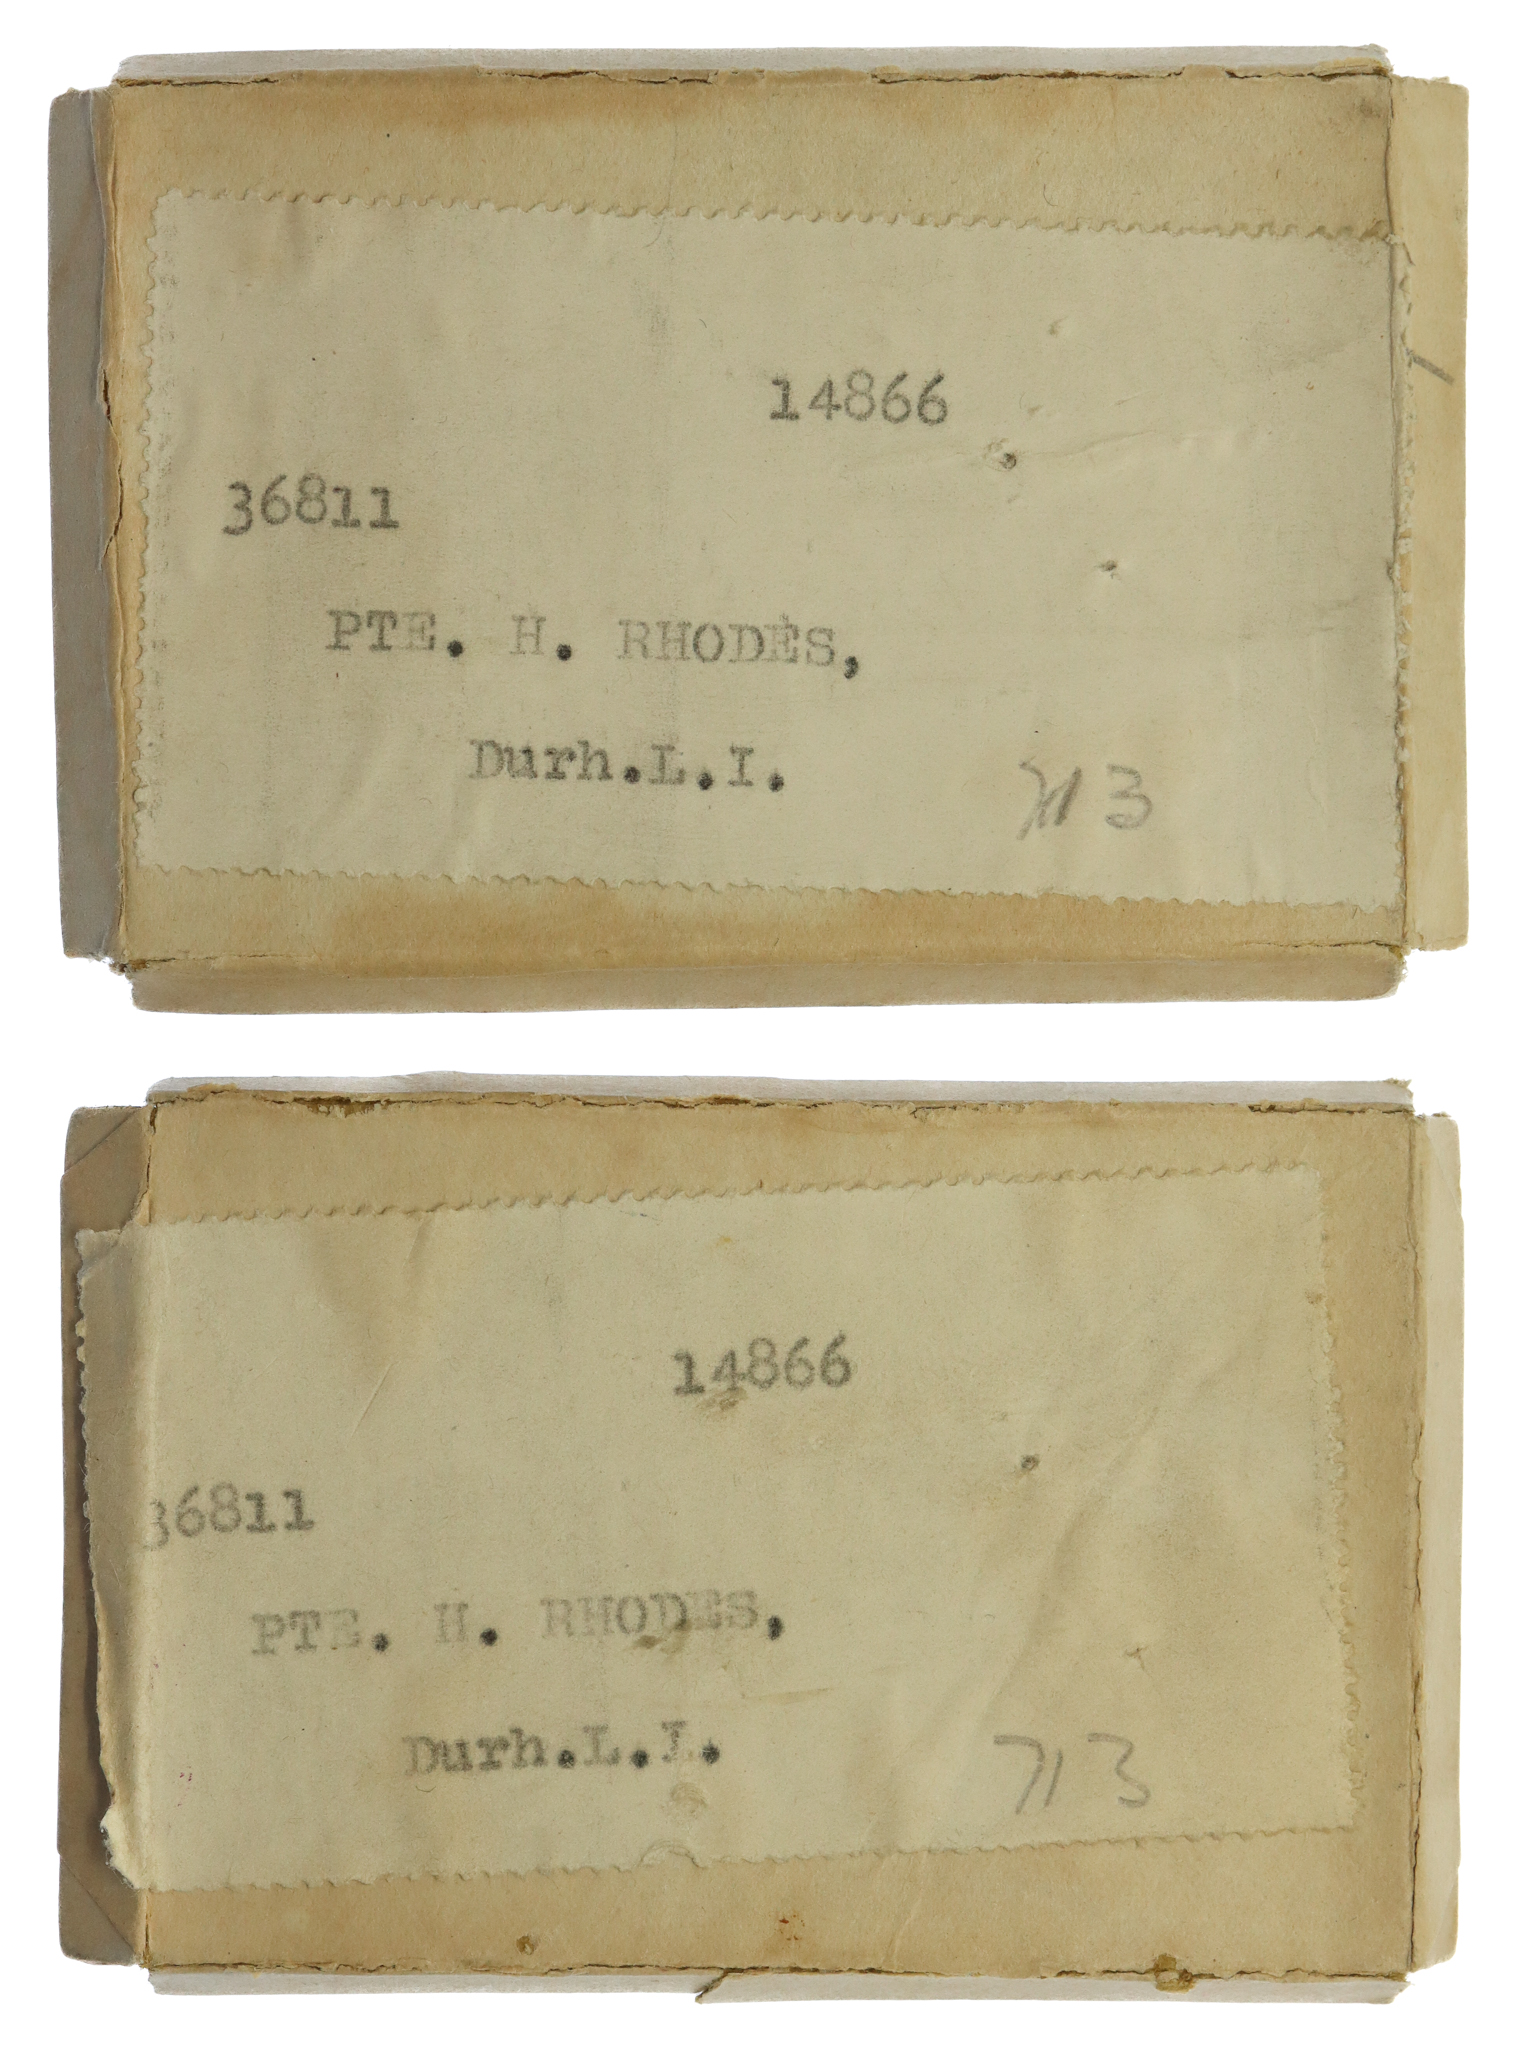 14866
36811
PTE. H. RHODES,
Durh.L.I.
713
14866
36811
PTE. H. RHODES,
Durh.L.I.
713